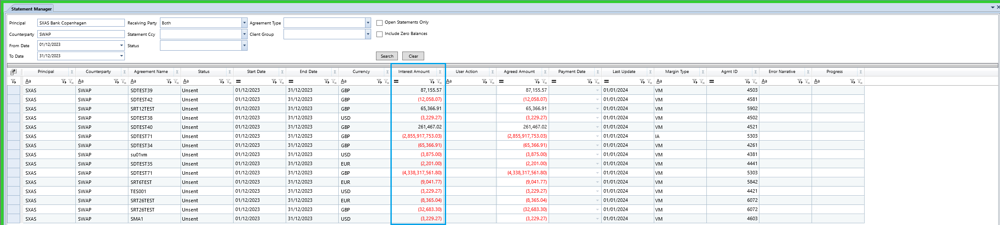 Statement Manager
Principal SXAS Bank Copenhagen Receiving Party Both Agreement Type Open Statements Only
Counterparty SWAP Statement Ccy Client Group Include Zero Balances
From Date 01/12/2023 Status
To Date 31/12/2023 Search Clear
Principal Σ Counterparty Σ Agreement Name Σ Status Σ Start Date Σ End Date Σ Currency Σ Interest Amount Σ User Action Σ Agreed Amount Σ Payment Date Σ Last Update Σ Margin Type Σ Agmt ID Σ Error Narrative Σ Progress Σ
Aa Aa Aa Aa = = Aa = Aa = = = Aa = Aa Aa
SXAS SWAP SDTEST39 Unsent 01/12/2023 31/12/2023 GBP 87,155.57 87,155.57 01/01/2024 VM 4503
SXAS SWAP SDTEST42 Unsent 01/12/2023 31/12/2023 GBP (12,058.07) (12,058.07) 01/01/2024 VM 4581
SXAS SWAP SRT12TEST Unsent 01/12/2023 31/12/2023 GBP 65,366.91 65,366.91 01/01/2024 VM 5902
SXAS SWAP SDTEST38 Unsent 01/12/2023 31/12/2023 USD (3,229.27) (3,229.27) 01/01/2024 VM 4502
SXAS SWAP SDTEST40 Unsent 01/12/2023 31/12/2023 GBP 261,467.02 261,467.02 01/01/2024 VM 4521
SXAS SWAP SDTEST71 Unsent 01/12/2023 31/12/2023 GBP (2,855,917,753.03) (2,855,917,753.03) 01/01/2024 IA 5303
SXAS SWAP SDTEST34 Unsent 01/12/2023 31/12/2023 GBP (65,366.91) (65,366.91) 01/01/2024 VM 4261
SXAS SWAP su01vm Unsent 01/12/2023 31/12/2023 USD (3,875.00) (3,875.00) 01/01/2024 VM 4381
SXAS SWAP SDTEST35 Unsent 01/12/2023 31/12/2023 EUR (2,201.00) (2,201.00) 01/01/2024 VM 4441
SXAS SWAP SDTEST71 Unsent 01/12/2023 31/12/2023 GBP (4,338,317,561.80) (4,338,317,561.80) 01/01/2024 VM 5303
SXAS SWAP SRT6TEST Unsent 01/12/2023 31/12/2023 EUR (9,041.77) (9,041.77) 01/01/2024 VM 5842
SXAS SWAP TES001 Unsent 01/12/2023 31/12/2023 USD (3,229.27) (3,229.27) 01/01/2024 VM 4421
SXAS SWAP SRT26TEST Unsent 01/12/2023 31/12/2023 EUR (8,365.04) (8,365.04) 01/01/2024 VM 6072
SXAS SWAP SRT26TEST Unsent 01/12/2023 31/12/2023 GBP (32,683.30) (32,683.30) 01/01/2024 VM 6072
SXAS SWAP SMA1 Unsent 01/12/2023 31/12/2023 USD (3,229.27) (3,229.27) 01/01/2024 VM 4603